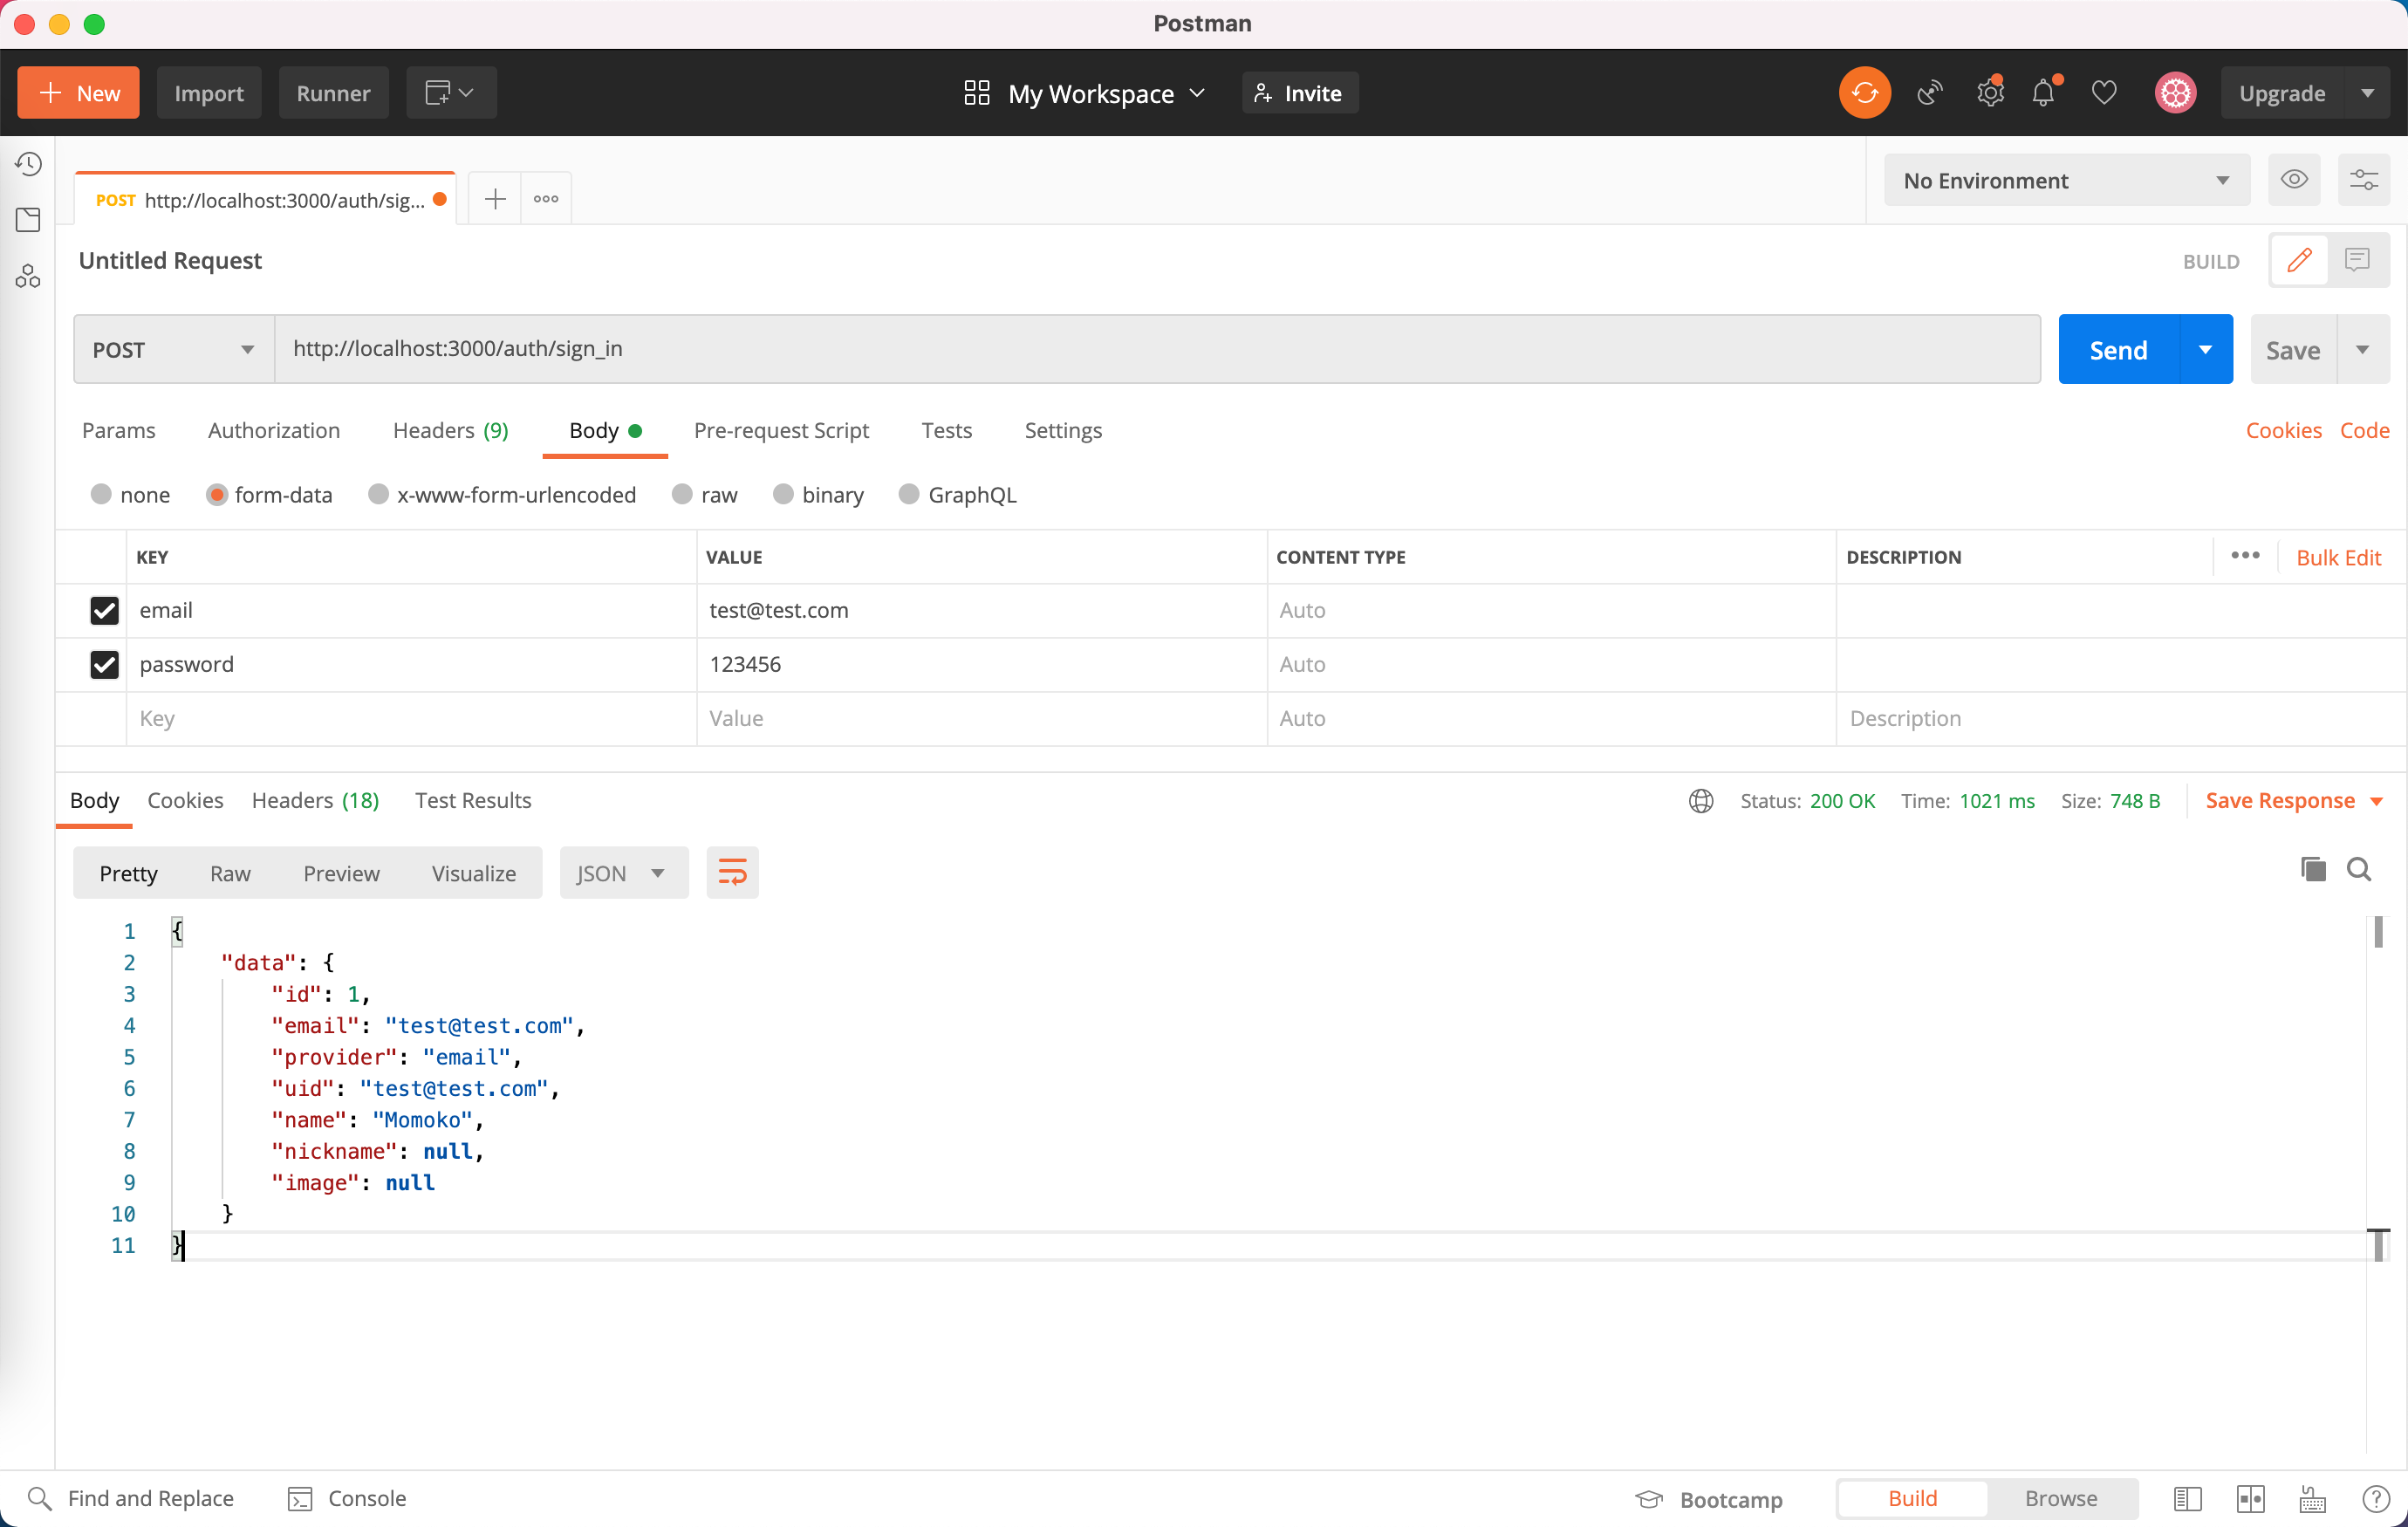 Postman
New
Import
Runner
My Workspace
Invite
Upgrade
POST http://localhost:3000/auth/sig...
No Environment
Untitled Request
BUILD
POST
http://localhost:3000/auth/sign_in
Send
Save
Params
Authorization
Headers (9)
Body
Pre-request Script
Tests
Settings
Cookies
Code
none
form-data
x-www-form-urlencoded
raw
binary
GraphQL
KEY
VALUE
CONTENT TYPE
DESCRIPTION
Bulk Edit
email
test@test.com
Auto
password
123456
Auto
Key
Value
Auto
Description
Body
Cookies
Headers (18)
Test Results
Status: 200 OK
Time: 1021 ms
Size: 748 B
Save Response
Pretty
Raw
Preview
Visualize
JSON
1 {
2 "data": {
3 "id": 1,
4 "email": "test@test.com",
5 "provider": "email",
6 "uid": "test@test.com",
7 "name": "Momoko",
8 "nickname": null,
9 "image": null
10 }
11 }
Find and Replace
Console
Bootcamp
Build
Browse